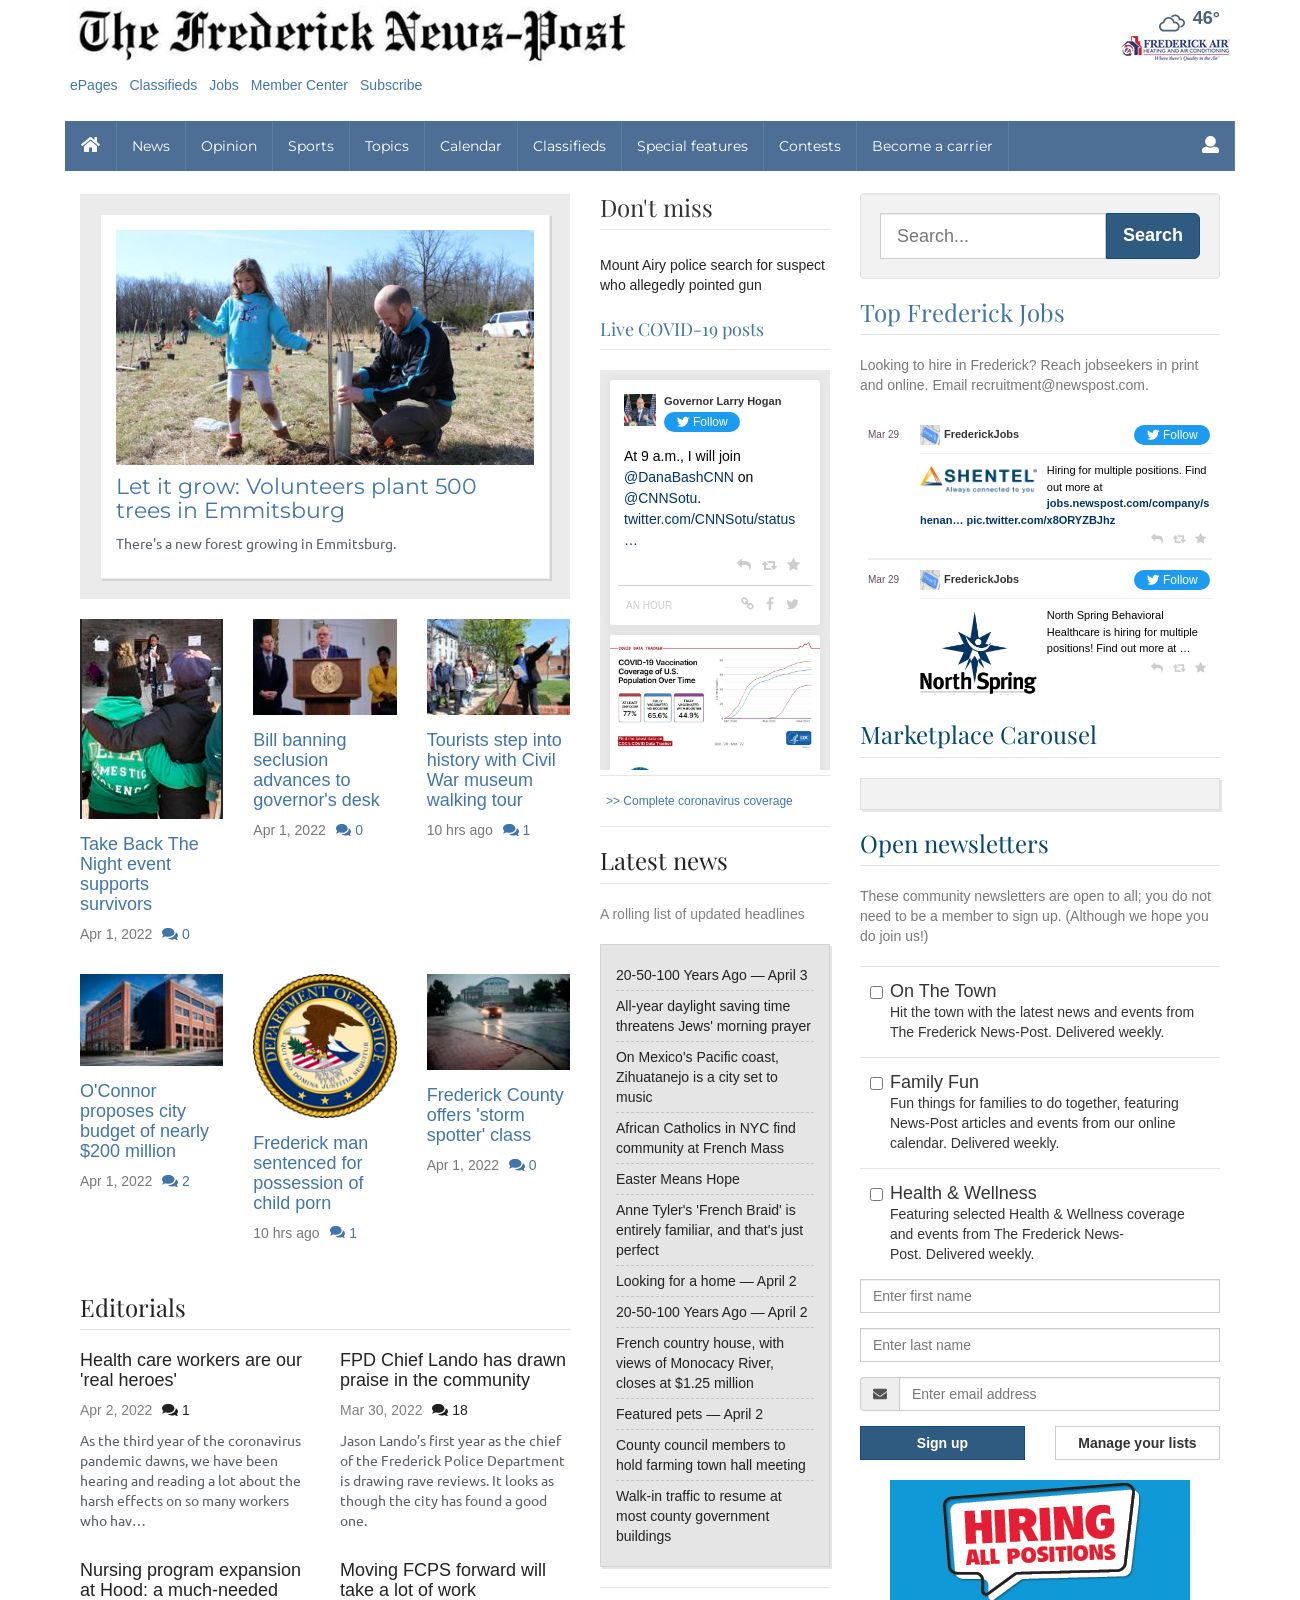 The Frederick News-Post
46°
FREDERICK AIR
HEATING AND AIR CONDITIONING
Where there's Quality in the Air
ePages Classifieds Jobs Member Center Subscribe
News Opinion Sports Topics Calendar Classifieds Special features Contests Become a carrier
Let it grow: Volunteers plant 500
trees in Emmitsburg
There's a new forest growing in Emmitsburg.
Take Back The
Night event
supports
survivors
Apr 1, 2022 0
Bill banning
seclusion
advances to
governor's desk
Apr 1, 2022 0
Tourists step into
history with Civil
War museum
walking tour
10 hrs ago 1
O'Connor
proposes city
budget of nearly
$200 million
Apr 1, 2022 2
DEPARTMENT OF JUSTICE
QUI PRO DOMINA JUSTITIA SEQUITUR
Frederick man
sentenced for
possession of
child porn
10 hrs ago 1
Frederick County
offers 'storm
spotter' class
Apr 1, 2022 0
Editorials
Health care workers are our
'real heroes'
Apr 2, 2022 1
As the third year of the coronavirus
pandemic dawns, we have been
hearing and reading a lot about the
harsh effects on so many workers
who hav…
Nursing program expansion
at Hood: a much-needed
FPD Chief Lando has drawn
praise in the community
Mar 30, 2022 18
Jason Lando’s first year as the chief
of the Frederick Police Department
is drawing rave reviews. It looks as
though the city has found a good
one.
Moving FCPS forward will
take a lot of work
Don't miss
Mount Airy police search for suspect
who allegedly pointed gun
Live COVID-19 posts
Governor Larry Hogan
Follow
At 9 a.m., I will join
@DanaBashCNN on
@CNNSotu.
twitter.com/CNNSotu/status
…
AN HOUR
COVID DATA TRACKER
COVID-19 Vaccination
Coverage of U.S.
Population Over Time
77%
65.6%
44.9%
Find the latest data on
CDC's COVID Data Tracker
>> Complete coronavirus coverage
Latest news
A rolling list of updated headlines
20-50-100 Years Ago — April 3
All-year daylight saving time
threatens Jews' morning prayer
On Mexico's Pacific coast,
Zihuatanejo is a city set to
music
African Catholics in NYC find
community at French Mass
Easter Means Hope
Anne Tyler's 'French Braid' is
entirely familiar, and that's just
perfect
Looking for a home — April 2
20-50-100 Years Ago — April 2
French country house, with
views of Monocacy River,
closes at $1.25 million
Featured pets — April 2
County council members to
hold farming town hall meeting
Walk-in traffic to resume at
most county government
buildings
Search...
Search
Top Frederick Jobs
Looking to hire in Frederick? Reach jobseekers in print
and online. Email recruitment@newspost.com.
Mar 29 FrederickJobs Follow
SHENTEL
Always connected to you
Hiring for multiple positions. Find
out more at
jobs.newspost.com/company/s
henan… pic.twitter.com/x8ORYZBJhz
Mar 29 FrederickJobs Follow
North Spring
North Spring Behavioral
Healthcare is hiring for multiple
positions! Find out more at …
Marketplace Carousel
Open newsletters
These community newsletters are open to all; you do not
need to be a member to sign up. (Although we hope you
do join us!)
On The Town
Hit the town with the latest news and events from
The Frederick News-Post. Delivered weekly.
Family Fun
Fun things for families to do together, featuring
News-Post articles and events from our online
calendar. Delivered weekly.
Health & Wellness
Featuring selected Health & Wellness coverage
and events from The Frederick News-
Post. Delivered weekly.
Enter first name
Enter last name
Enter email address
Sign up Manage your lists
HIRING
ALL POSITIONS